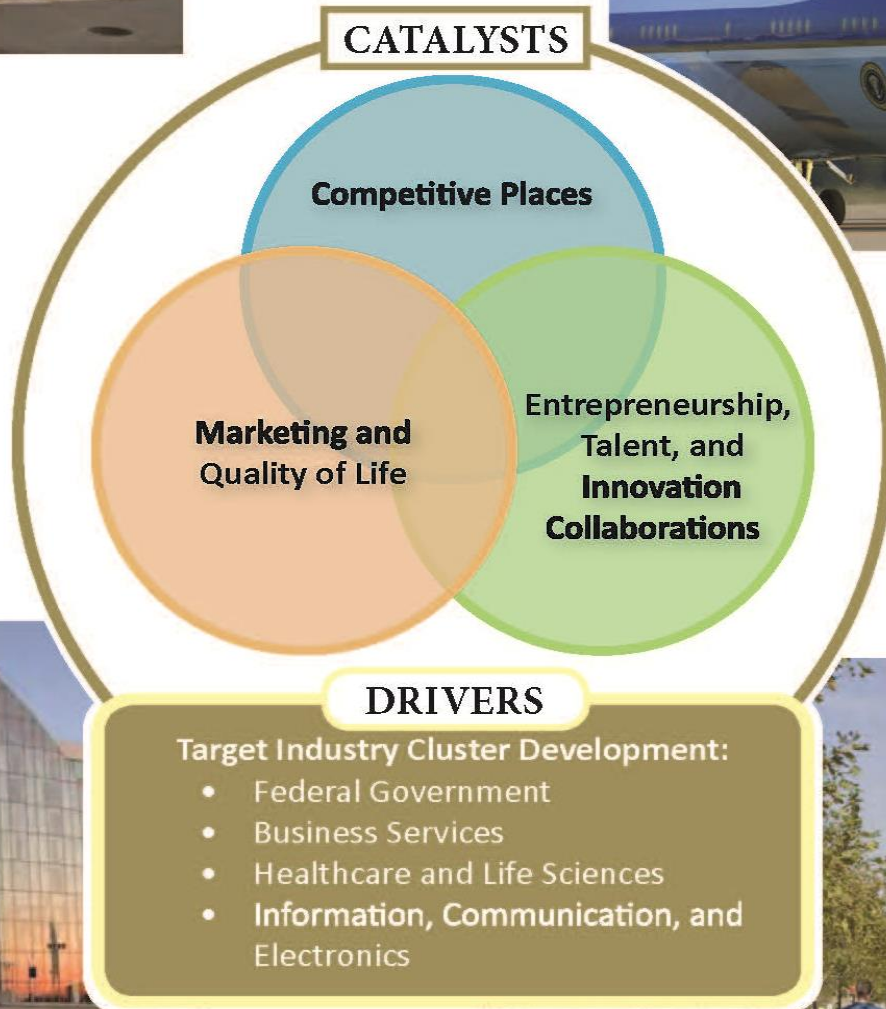 CATALYSTS
Competitive Places
Marketing and
Quality of Life
Entrepreneurship,
Talent, and
Innovation
Collaborations
DRIVERS
Target Industry Cluster Development:
• Federal Government
• Business Services
• Healthcare and Life Sciences
• Information, Communication, and
Electronics